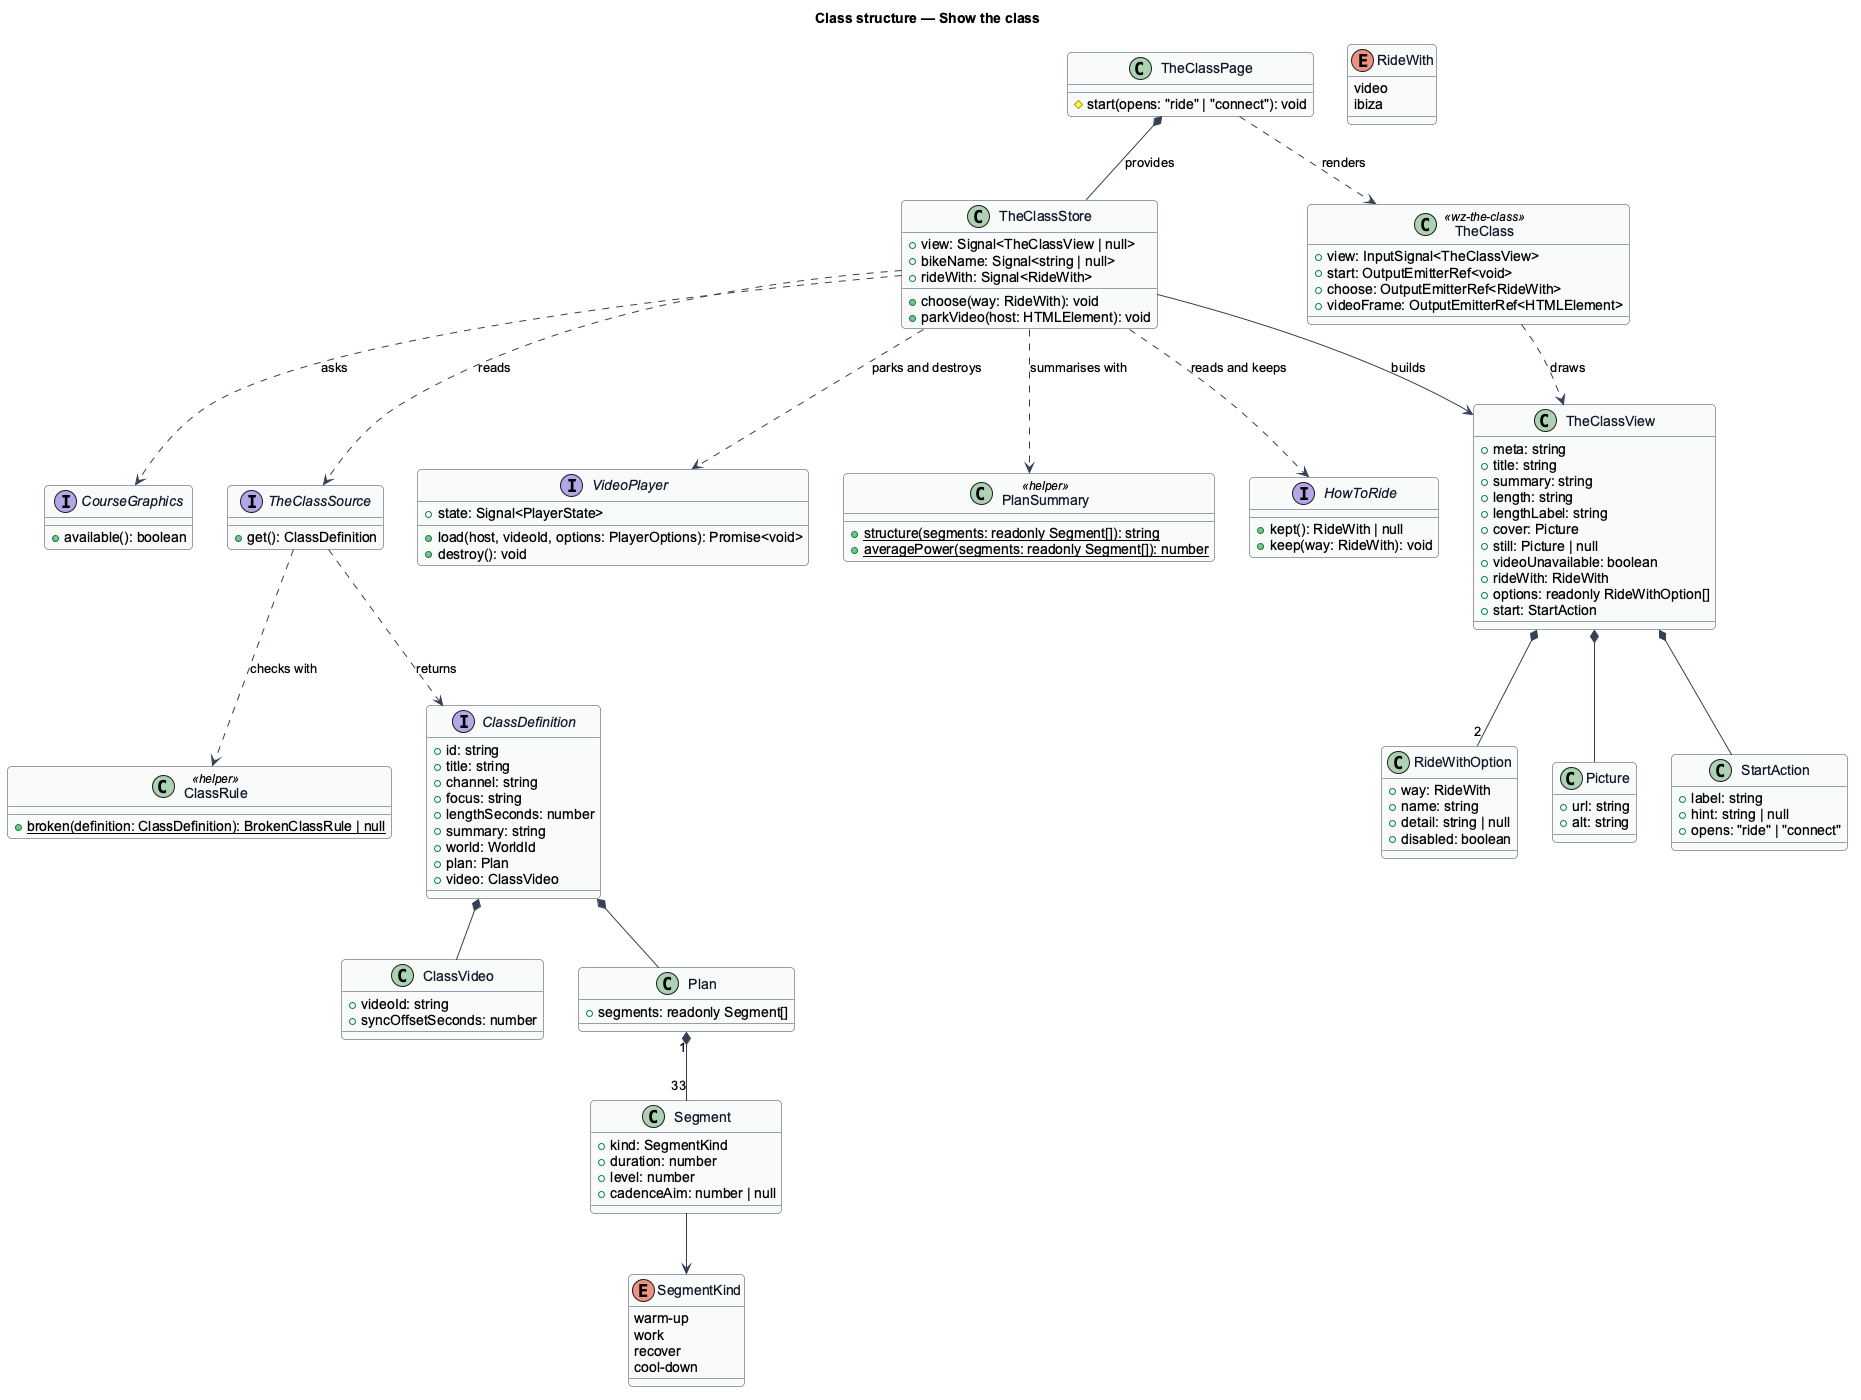 Class structure — Show the class
C TheClassPage
start(opens: "ride" | "connect"): void
E RideWith
video
ibiza
provides
renders
C TheClassStore
view: Signal<TheClassView | null>
bikeName: Signal<string | null>
rideWith: Signal<RideWith>
choose(way: RideWith): void
parkVideo(host: HTMLElement): void
C «wz-the-class»
TheClass
view: InputSignal<TheClassView>
start: OutputEmitterRef<void>
choose: OutputEmitterRef<RideWith>
videoFrame: OutputEmitterRef<HTMLElement>
asks
reads
parks and destroys
summarises with
reads and keeps
builds
draws
I CourseGraphics
available(): boolean
I TheClassSource
get(): ClassDefinition
I VideoPlayer
state: Signal<PlayerState>
load(host, videoId, options: PlayerOptions): Promise<void>
destroy(): void
C «helper»
PlanSummary
structure(segments: readonly Segment[]): string
averagePower(segments: readonly Segment[]): number
I HowToRide
kept(): RideWith | null
keep(way: RideWith): void
C TheClassView
meta: string
title: string
summary: string
length: string
lengthLabel: string
cover: Picture
still: Picture | null
videoUnavailable: boolean
rideWith: RideWith
options: readonly RideWithOption[]
start: StartAction
checks with
returns
2
C «helper»
ClassRule
broken(definition: ClassDefinition): BrokenClassRule | null
I ClassDefinition
id: string
title: string
channel: string
focus: string
lengthSeconds: number
summary: string
world: WorldId
plan: Plan
video: ClassVideo
C RideWithOption
way: RideWith
name: string
detail: string | null
disabled: boolean
C Picture
url: string
alt: string
C StartAction
label: string
hint: string | null
opens: "ride" | "connect"
C ClassVideo
videoId: string
syncOffsetSeconds: number
C Plan
segments: readonly Segment[]
1
33
C Segment
kind: SegmentKind
duration: number
level: number
cadenceAim: number | null
E SegmentKind
warm-up
work
recover
cool-down